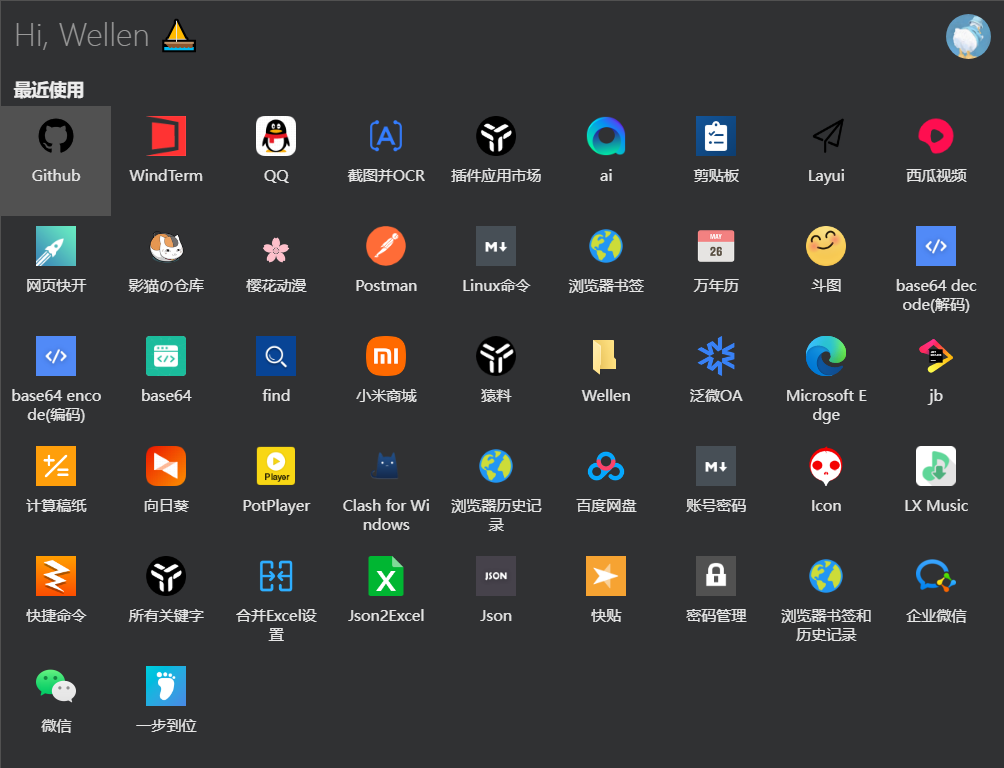 Hi, Wellen
最近使用
Github
WindTerm
QQ
截图并OCR
插件应用市场
ai
剪贴板
Layui
西瓜视频
网页快开
影猫の仓库
樱花动漫
Postman
M
Linux命令
浏览器书签
MAY
26
万年历
斗图
</>
base64 dec
ode(解码)
</>
base64 enco
de(编码)
</>
base64
find
mi
小米商城
猿料
Wellen
泛微OA
Microsoft E
dge
jb
计算稿纸
向日葵
Player
PotPlayer
Clash for Wi
ndows
浏览器历史记
录
百度网盘
M
账号密码
Icon
LX Music
快捷命令
所有关键字
合并Excel设
置
X
Json2Excel
JSON
Json
快贴
密码管理
浏览器书签和
历史记录
企业微信
微信
一步到位